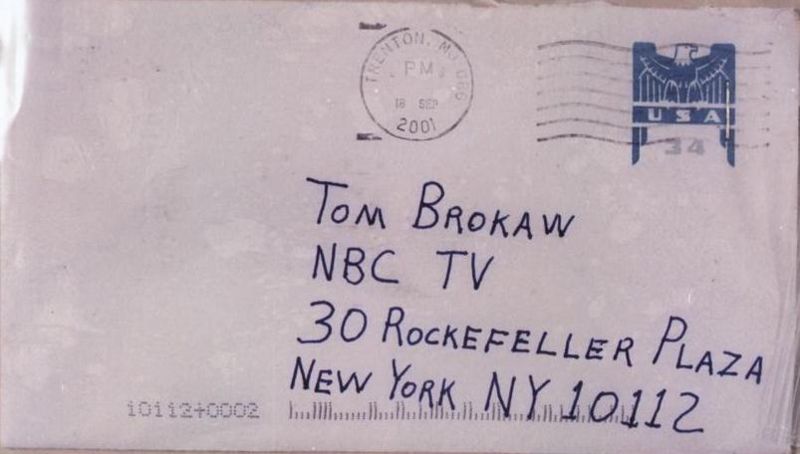 TRENTON, NJ 086
PM
18 SEP
2001
USA
34
TOM BROKAW
NBC TV
30 ROCKEFELLER PLAZA
NEW YORK NY 10112
10112+0002